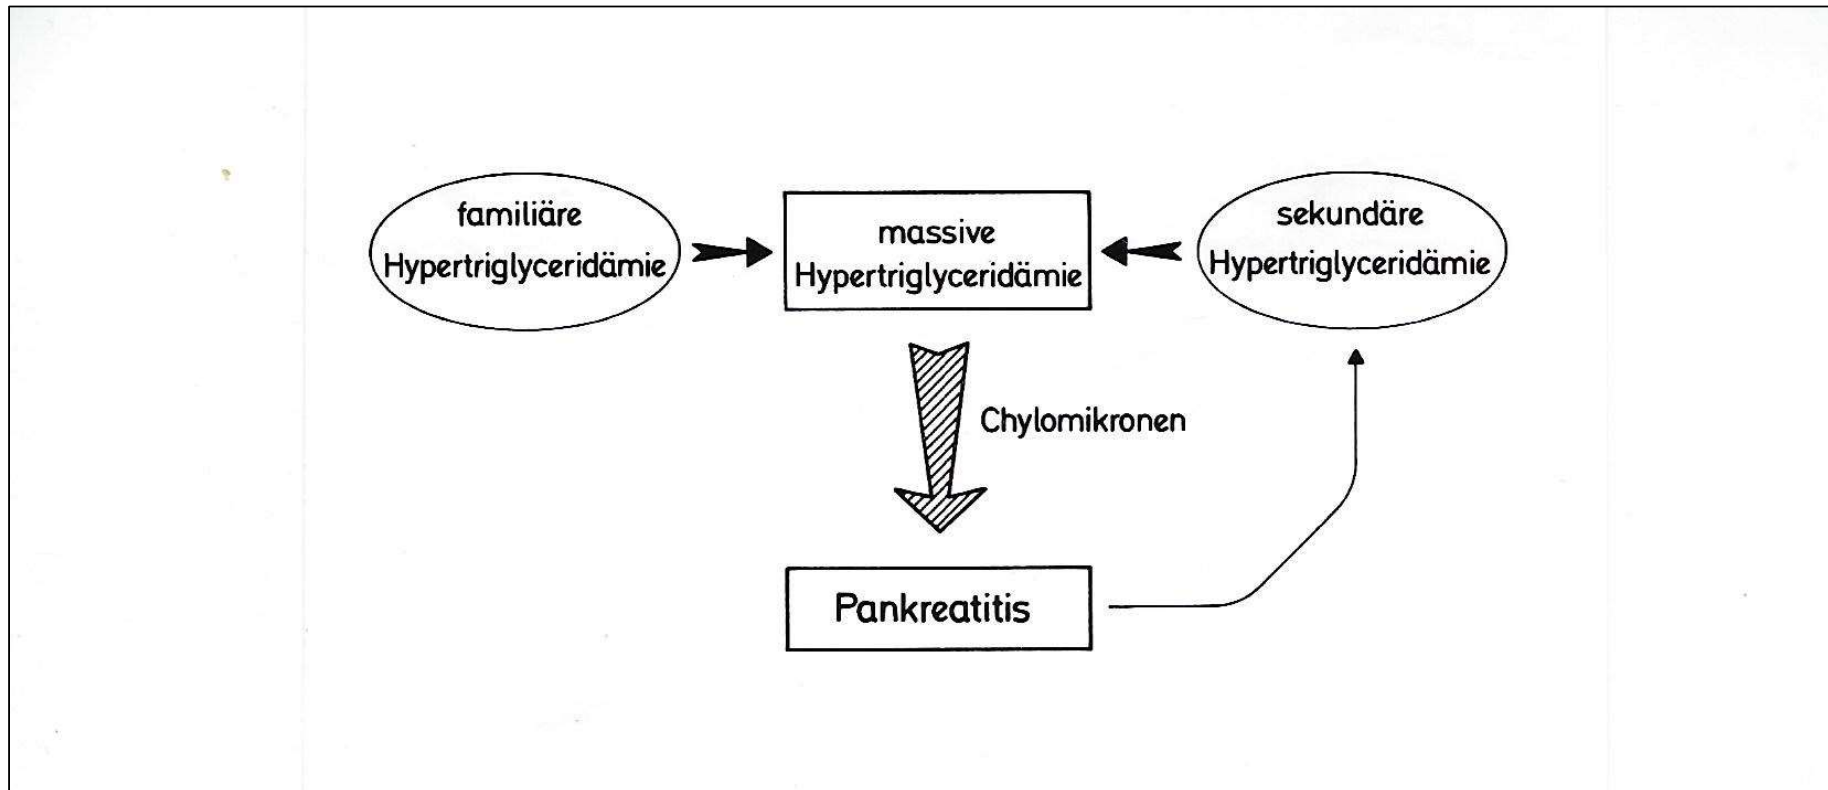 familiäre
Hypertriglyceridämie
massive
Hypertriglyceridämie
sekundäre
Hypertriglyceridämie
Chylomikronen
Pankreatitis